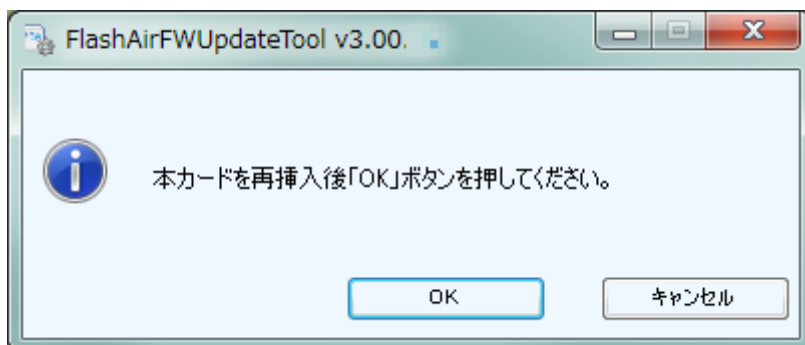 FlashAirFWUpdateTool v3.00.
本カードを再挿入後「OK」ボタンを押してください。
OK
キャンセル